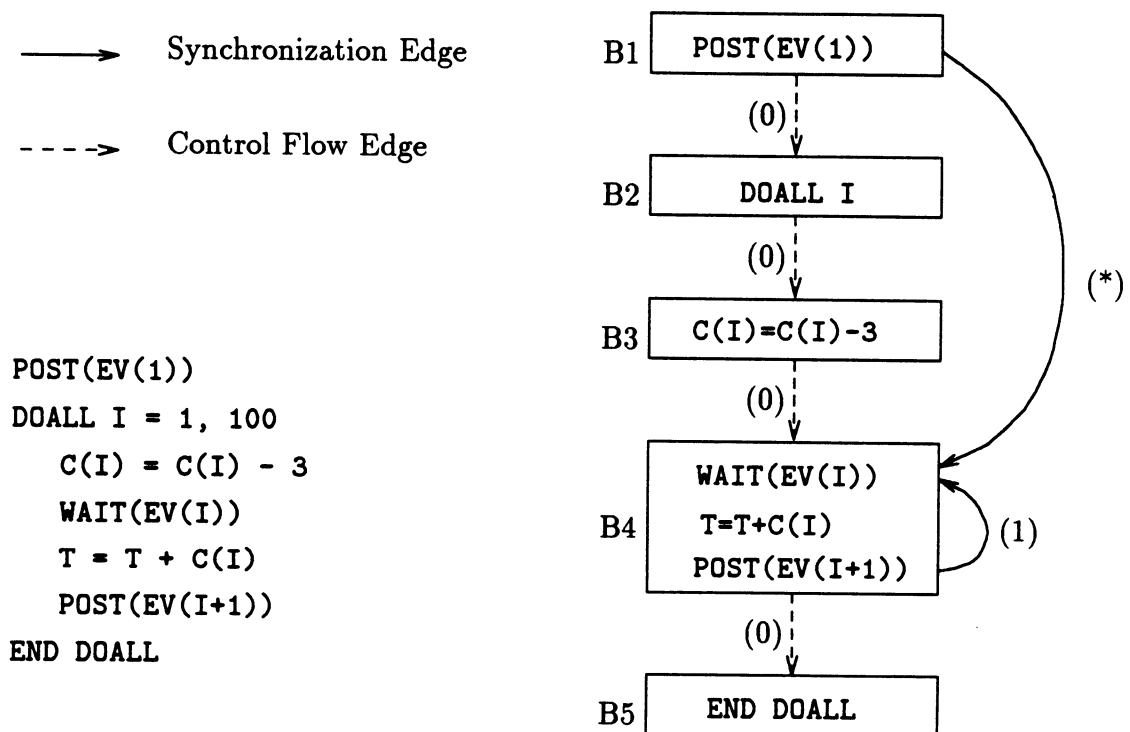 Synchronization Edge
Control Flow Edge
POST(EV(1))
DOALL I = 1, 100
C(I) = C(I) - 3
WAIT(EV(I))
T = T + C(I)
POST(EV(I+1))
END DOALL
B1
POST(EV(1))
(0)
B2
DOALL I
(0)
(*)
B3
C(I)=C(I)-3
(0)
B4
WAIT(EV(I))
T=T+C(I)
POST(EV(I+1))
(1)
(0)
B5
END DOALL